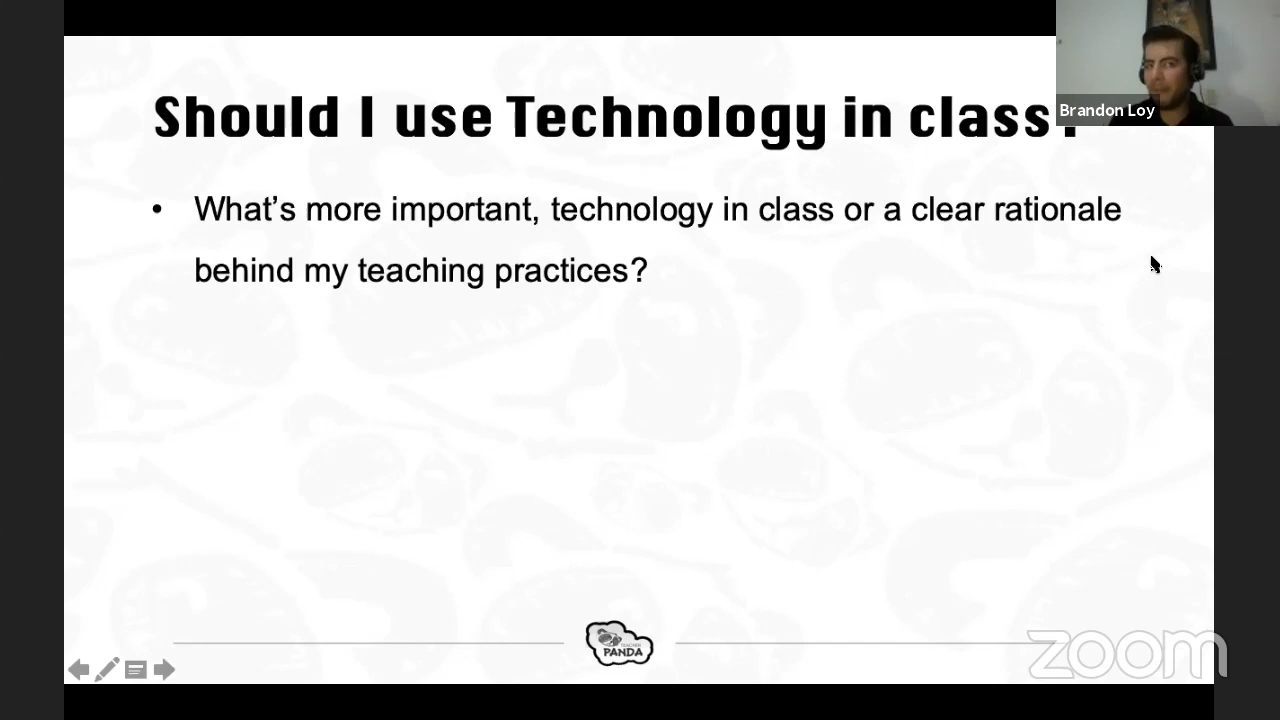 Should I use Technology in class?
Brandon Loy
• What's more important, technology in class or a clear rationale
behind my teaching practices?
TEACHER
PANDA
zoom